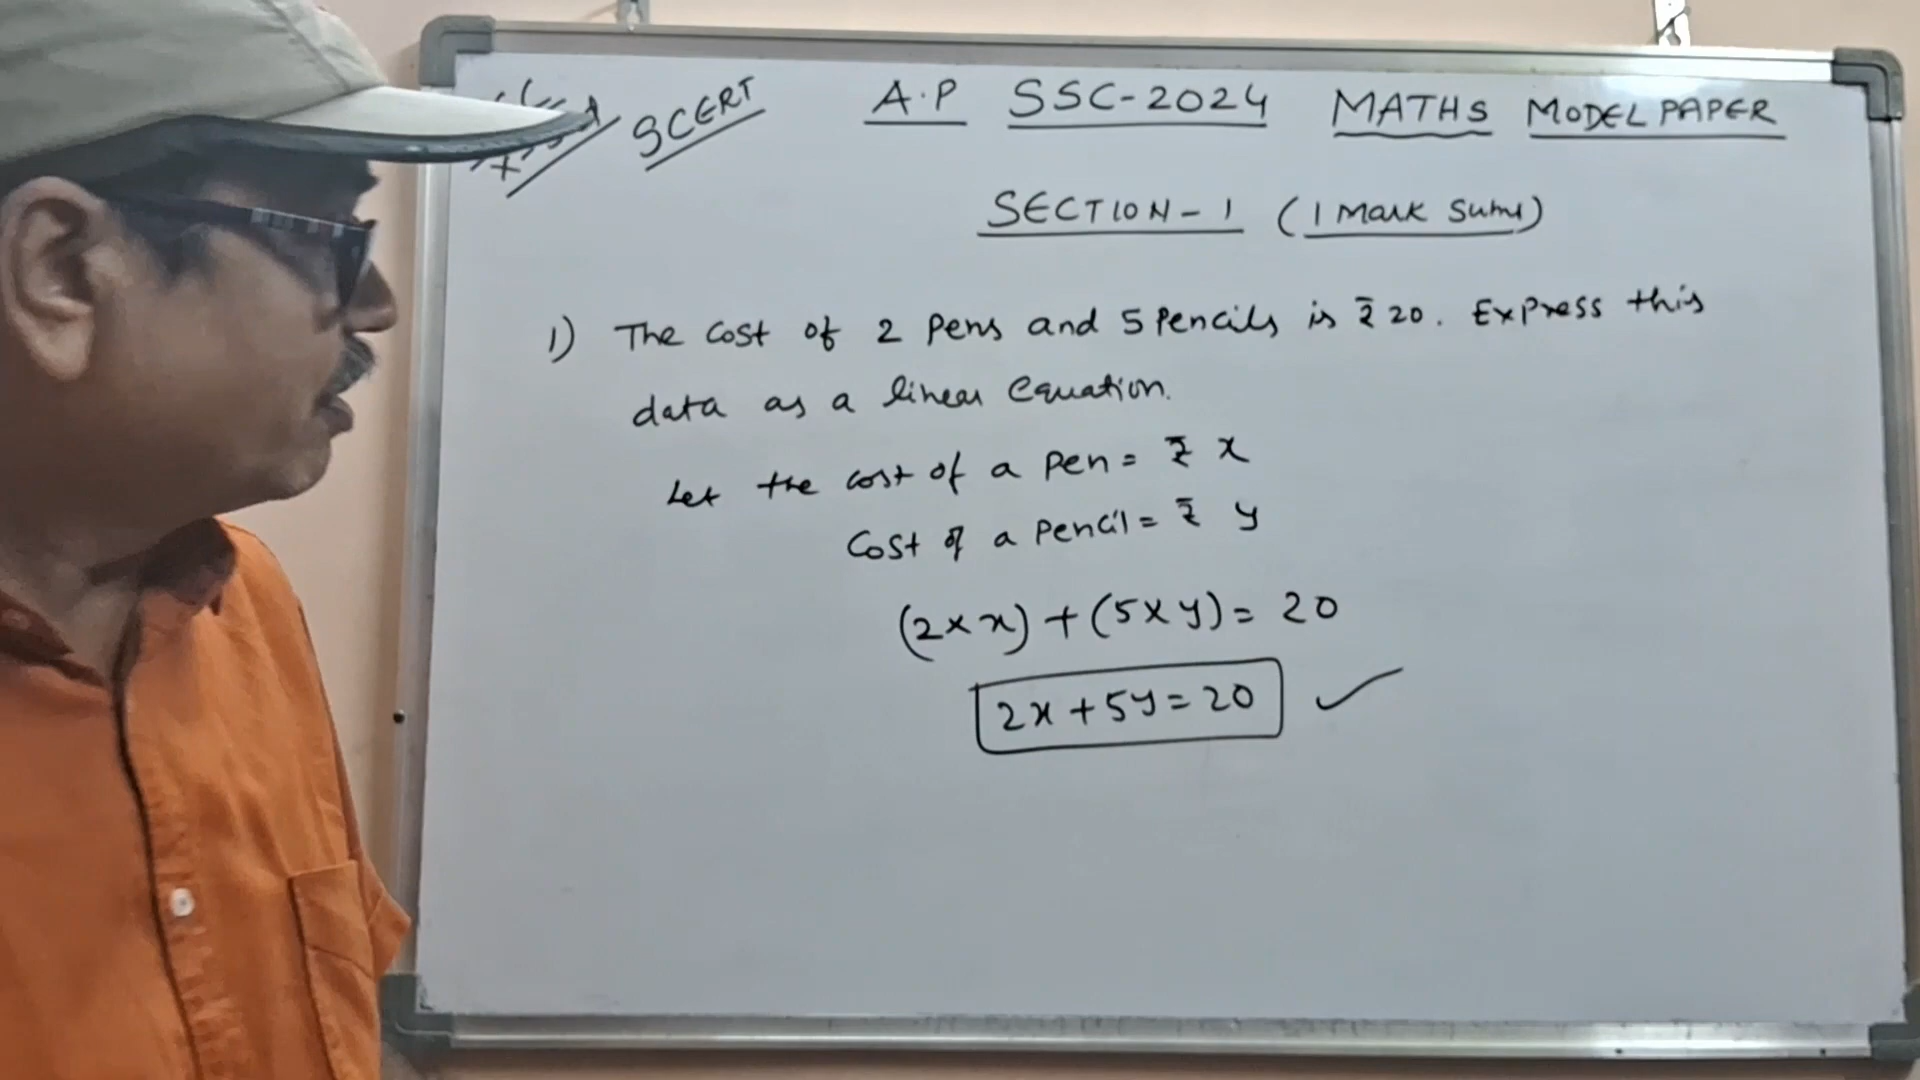 SCERT A.P SSC-2024 MATHS MODEL PAPER
SECTION-1 (1 Mark Sums)
1) The cost of 2 Pens and 5 Pencils is ₹20. Express this
data as a linear equation.
Let the cost of a pen = ₹ x
Cost of a pencil = ₹ y
(2×x) + (5×y) = 20
2x + 5y = 20 ✓